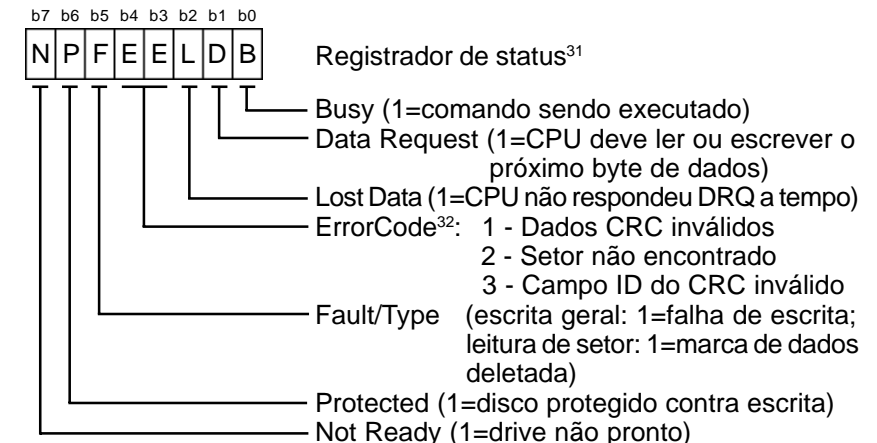 b7 b6 b5 b4 b3 b2 b1 b0
N P F E E L D B
Registrador de status³¹
Busy (1=comando sendo executado)
Data Request (1=CPU deve ler ou escrever o
próximo byte de dados)
Lost Data (1=CPU não respondeu DRQ a tempo)
ErrorCode³²: 1 - Dados CRC inválidos
2 - Setor não encontrado
3 - Campo ID do CRC inválido
Fault/Type (escrita geral: 1=falha de escrita;
leitura de setor: 1=marca de dados
deletada)
Protected (1=disco protegido contra escrita)
Not Ready (1=drive não pronto)